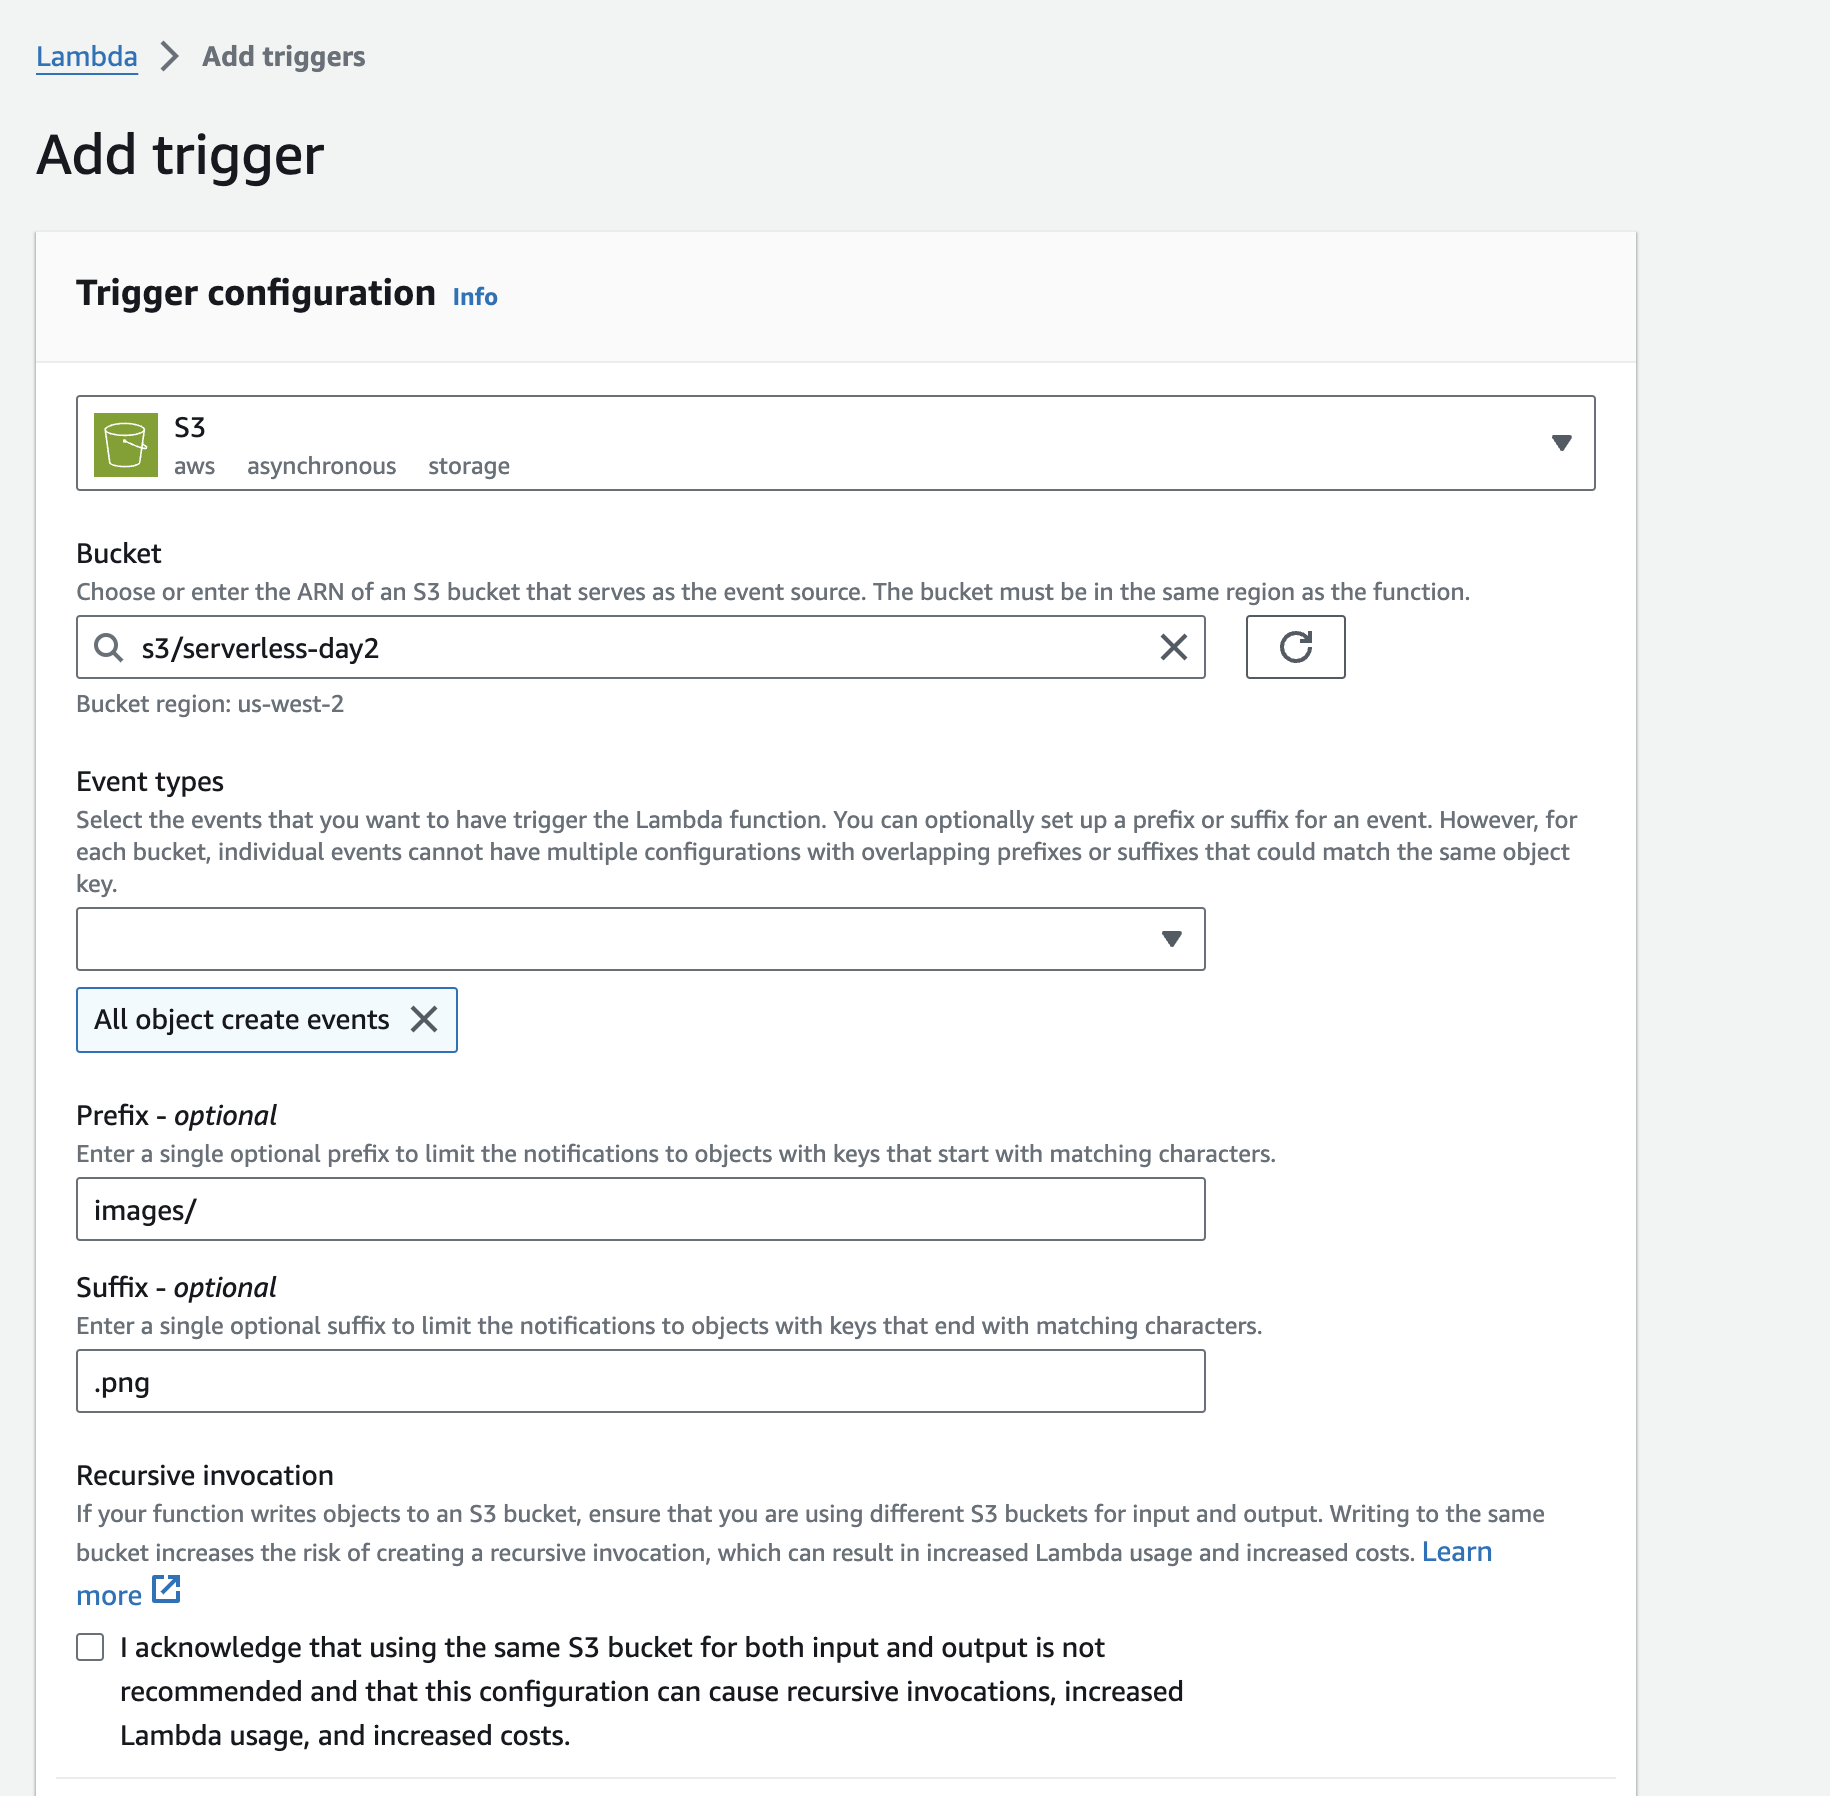 Lambda > Add triggers
Add trigger
Trigger configuration Info
S3
aws asynchronous storage
Bucket
Choose or enter the ARN of an S3 bucket that serves as the event source. The bucket must be in the same region as the function.
s3/serverless-day2
Bucket region: us-west-2
Event types
Select the events that you want to have trigger the Lambda function. You can optionally set up a prefix or suffix for an event. However, for
each bucket, individual events cannot have multiple configurations with overlapping prefixes or suffixes that could match the same object
key.
All object create events
Prefix - optional
Enter a single optional prefix to limit the notifications to objects with keys that start with matching characters.
images/
Suffix - optional
Enter a single optional suffix to limit the notifications to objects with keys that end with matching characters.
.png
Recursive invocation
If your function writes objects to an S3 bucket, ensure that you are using different S3 buckets for input and output. Writing to the same
bucket increases the risk of creating a recursive invocation, which can result in increased Lambda usage and increased costs. Learn
more
I acknowledge that using the same S3 bucket for both input and output is not
recommended and that this configuration can cause recursive invocations, increased
Lambda usage, and increased costs.